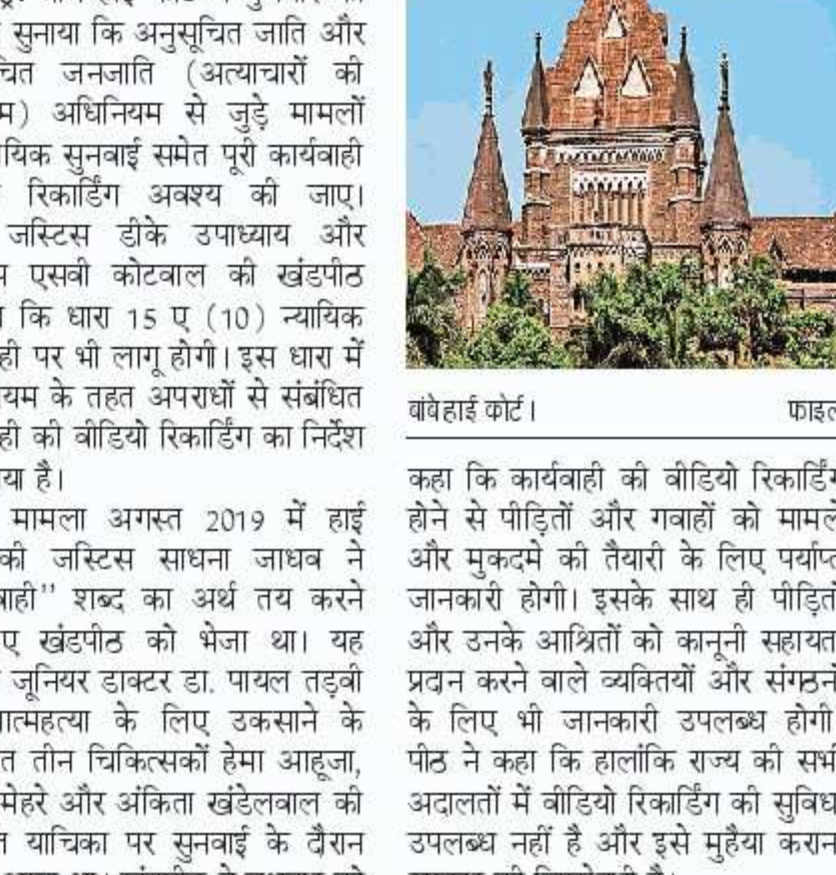 सुनाया कि अनुसूचित जाति और
चित जनजाति (अत्याचारों की
म) अधिनियम से जुड़े मामलों
यिक सुनवाई समेत पूरी कार्यवाही
रिकार्डिंग अवश्य की जाए।
जस्टिस डीके उपाध्याय और
एसवी कोटवाल की खंडपीठ
कि धारा 15 ए (10) न्यायिक
ही पर भी लागू होगी। इस धारा में
यम के तहत अपराधों से संबंधित
ही की वीडियो रिकार्डिंग का निर्देश
या है।
मामला अगस्त 2019 में हाई
की जस्टिस साधना जाधव ने
वाही'' शब्द का अर्थ तय करने
ए खंडपीठ को भेजा था। यह
जूनियर डाक्टर डा. पायल तड़वी
ात्महत्या के लिए उकसाने के
त तीन चिकित्सकों हेमा आहूजा,
मेहरे और अंकिता खंडेलवाल की
याचिका पर सुनवाई के दौरान
बांबे हाई कोर्ट।
फाइल
कहा कि कार्यवाही की वीडियो रिकार्डिंग
होने से पीड़ितों और गवाहों को मामल
और मुकदमे की तैयारी के लिए पर्याप्त
जानकारी होगी। इसके साथ ही पीड़ित
और उनके आश्रितों को कानूनी सहायत
प्रदान करने वाले व्यक्तियों और संगठन
के लिए भी जानकारी उपलब्ध होगी
पीठ ने कहा कि हालांकि राज्य की सभ
अदालतों में वीडियो रिकार्डिंग की सुविध
उपलब्ध नहीं है और इसे मुहैया करान